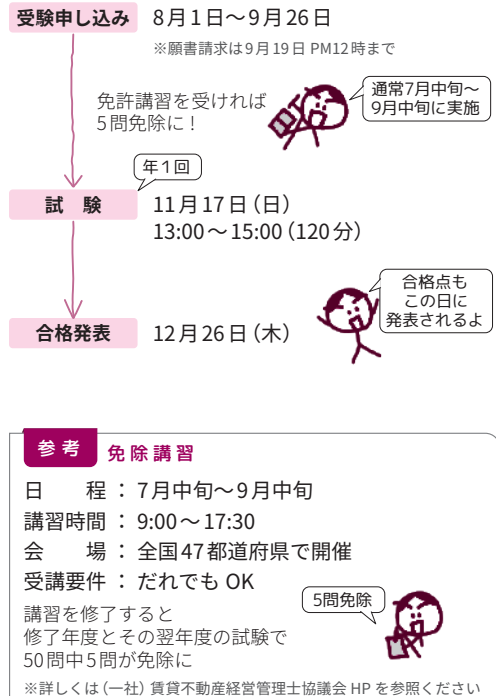 受験申し込み 8月1日～9月26日
※願書請求は9月19日 PM12時まで
免許講習を受ければ
5問免除に！
通常7月中旬～
9月中旬に実施
年1回
試　験 11月17日（日）
13:00～15:00（120分）
合格点も
この日に
発表されるよ
合格発表 12月26日（木）
参考 免除講習
日　　程：7月中旬～9月中旬
講習時間：9:00～17:30
会　　場：全国47都道府県で開催
受講要件：だれでもOK
5問免除
講習を修了すると
修了年度とその翌年度の試験で
50問中5問が免除に
※詳しくは（一社）賃貸不動産経営管理士協議会HPを参照ください